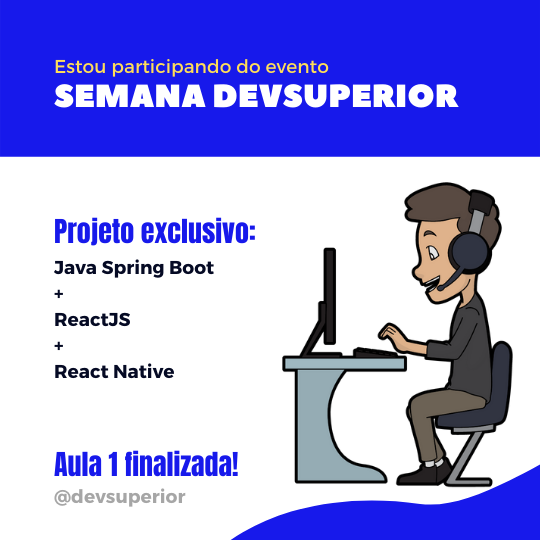 Estou participando do evento
SEMANA DEVSUPERIOR
Projeto exclusivo:
Java Spring Boot
+
ReactJS
+
React Native
Aula 1 finalizada!
@devsuperior